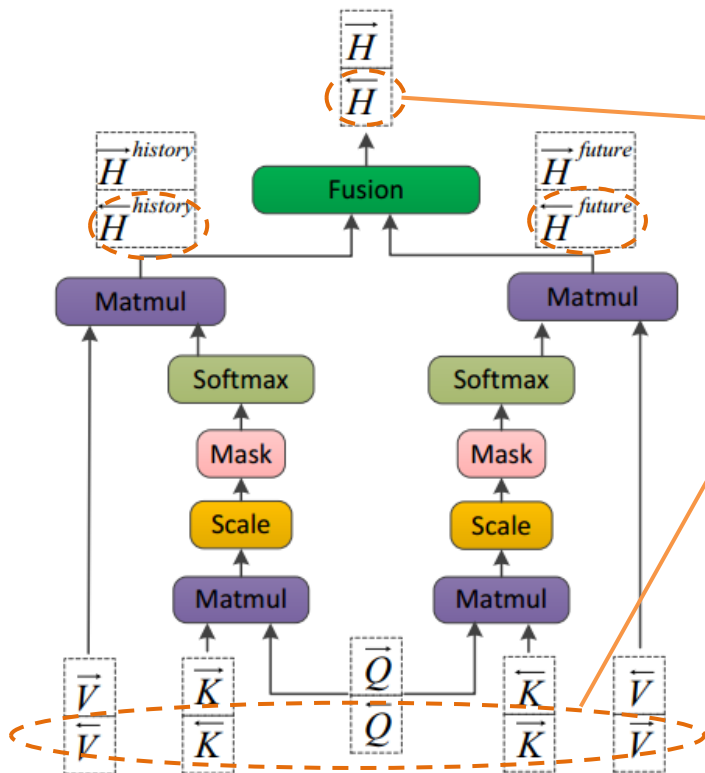 →H
←H
→H history
→H future
←H history
←H future
Fusion
Matmul
Matmul
Softmax
Softmax
Mask
Mask
Scale
Scale
Matmul
Matmul
→V →K →Q ←K ←V
←V ←K ←Q →K →V